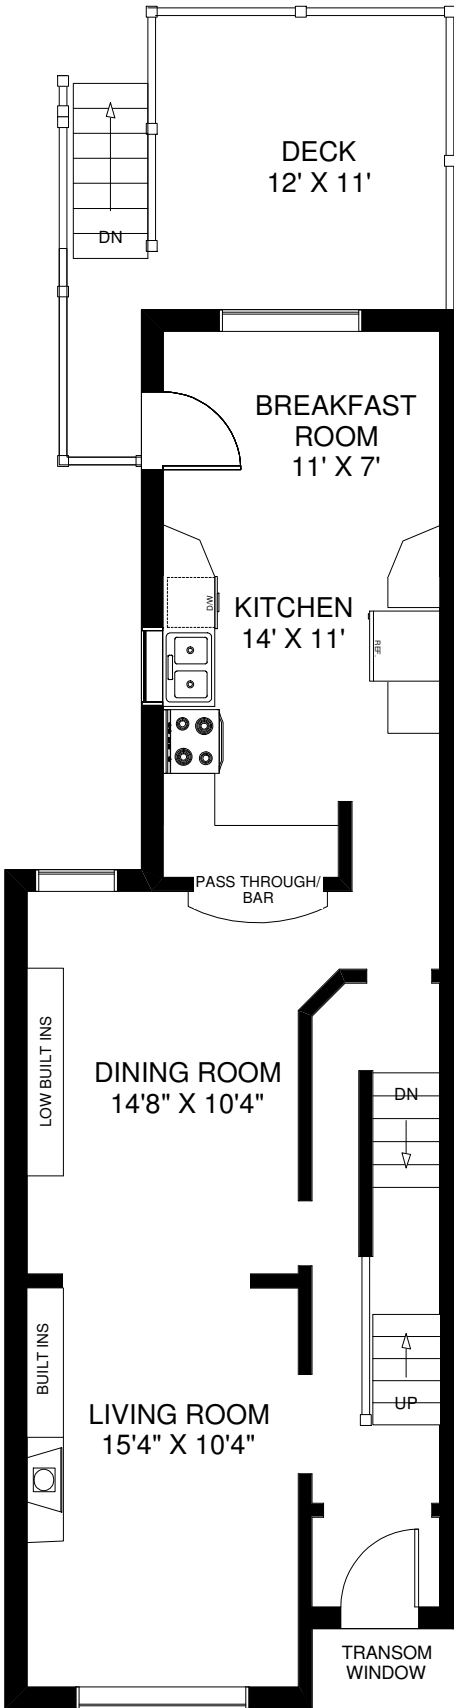 DECK
12' X 11'
DN
BREAKFAST
ROOM
11' X 7'
W/D
KITCHEN
14' X 11'
REF.
PASS THROUGH/
BAR
LOW BUILT INS
DINING ROOM
14'8" X 10'4"
DN
BUILT INS
UP
LIVING ROOM
15'4" X 10'4"
TRANSOM
WINDOW